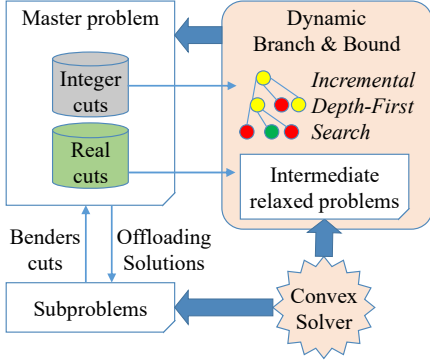 Master problem
Integer
cuts
Real
cuts
Dynamic
Branch & Bound
Incremental
Depth-First
Search
Intermediate
relaxed problems
Benders
cuts
Offloading
Solutions
Subproblems
Convex
Solver